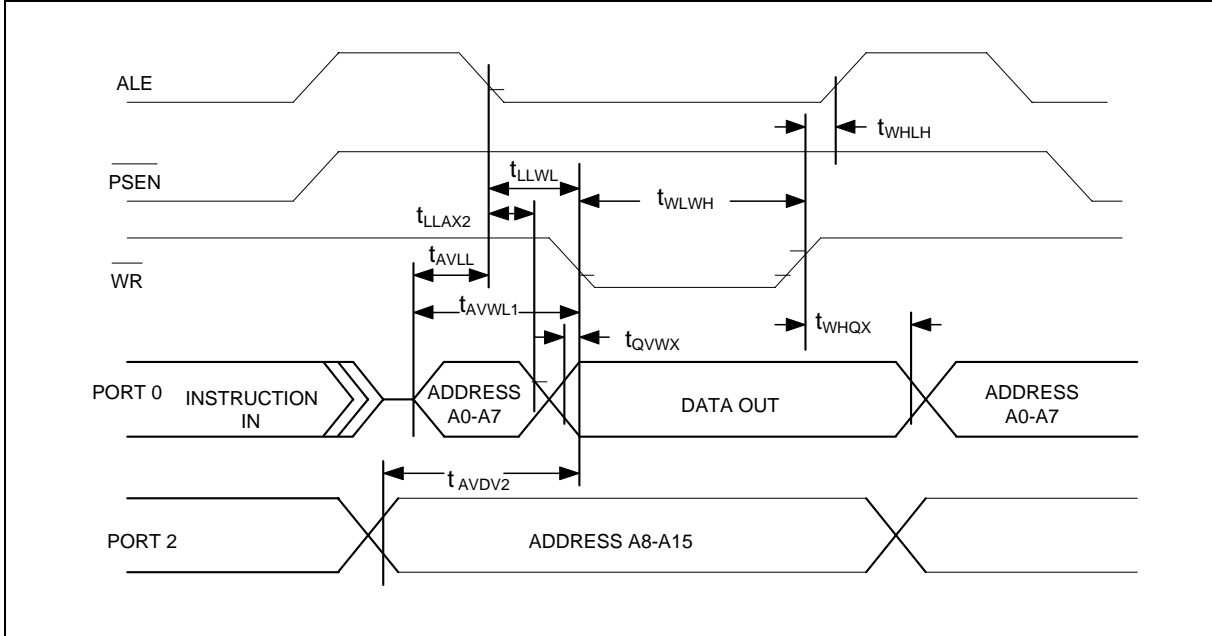 ALE
tWHLH
PSEN
tLLWL
tWLWH
tLLAX2
tAVLL
WR
tAVWL1
tQVWX
tWHQX
PORT 0
INSTRUCTION
IN
ADDRESS
A0-A7
DATA OUT
ADDRESS
A0-A7
tAVDV2
PORT 2
ADDRESS A8-A15